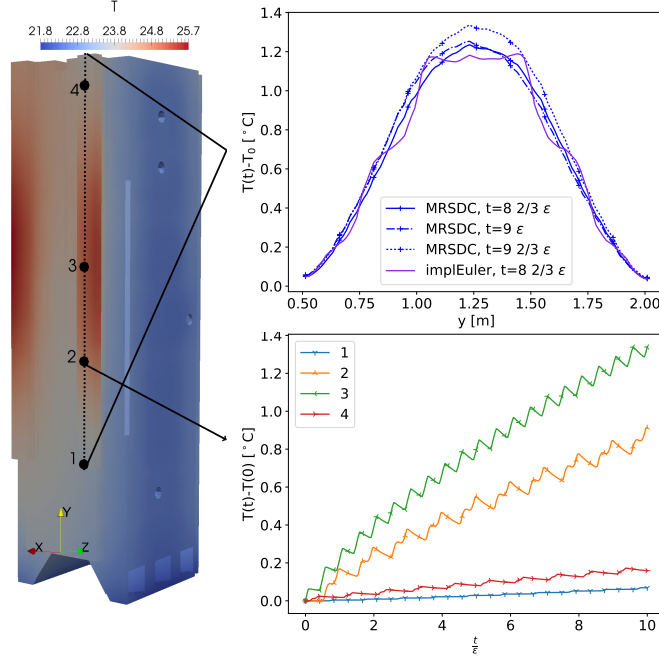 T
21.8 22.8 23.8 24.8 25.7
4
3
2
1
Y
X
Z
T(t)-T₀ [°C]
1.4
1.2
1.0
0.8
0.6
0.4
0.2
0.0
MRSDC, t=8 2/3 ε
MRSDC, t=9 ε
MRSDC, t=9 2/3 ε
implEuler, t=8 2/3 ε
0.50 0.75 1.00 1.25 1.50 1.75 2.00
y [m]
T(t)-T(0) [°C]
1.4
1.2
1.0
0.8
0.6
0.4
0.2
0.0
1
2
3
4
0 2 4 6 8 10
t/ε